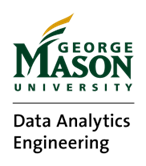 GEORGE
MASON
UNIVERSITY
Data Analytics
Engineering